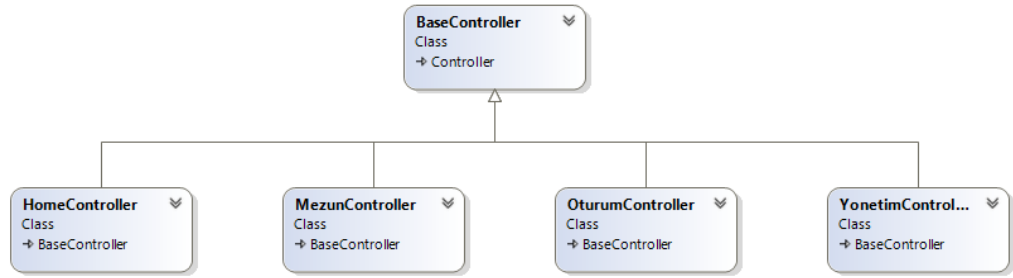 BaseController
Class
Controller
HomeController
Class
BaseController
MezunController
Class
BaseController
OturumController
Class
BaseController
YonetimControl...
Class
BaseController